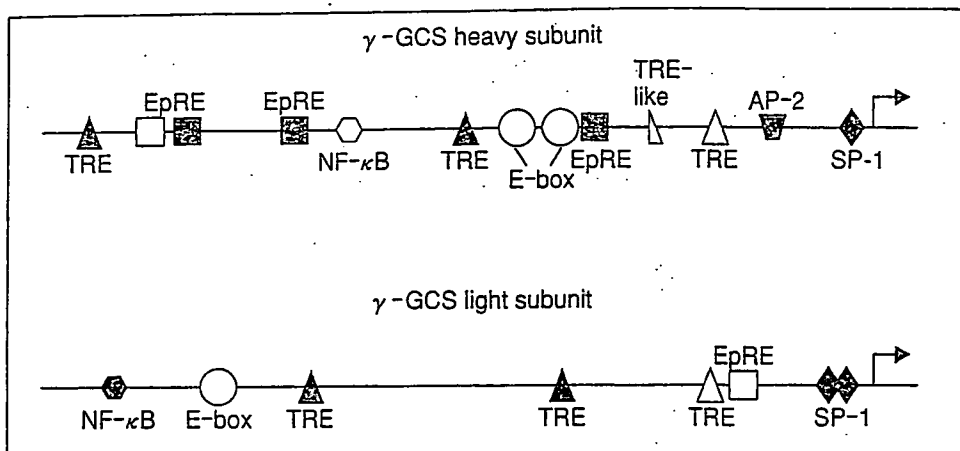 γ-GCS heavy subunit
TRE-
like
EpRE EpRE AP-2
TRE NF-κB TRE EpRE TRE SP-1
E-box
γ-GCS light subunit
EpRE
NF-κB E-box TRE TRE TRE SP-1